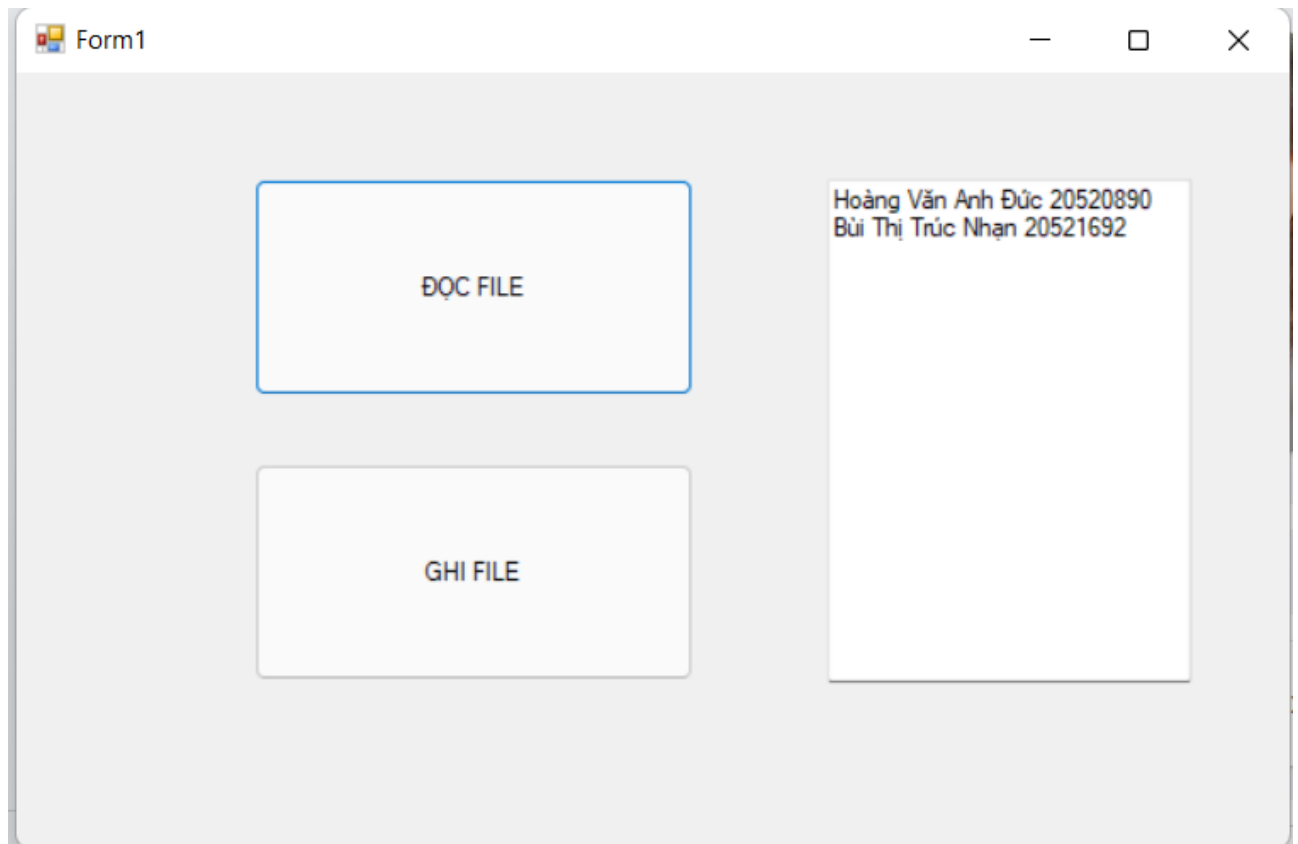 Form1
ĐỌC FILE
GHI FILE
Hoàng Văn Anh Đức 20520890
Bùi Thị Trúc Nhạn 20521692